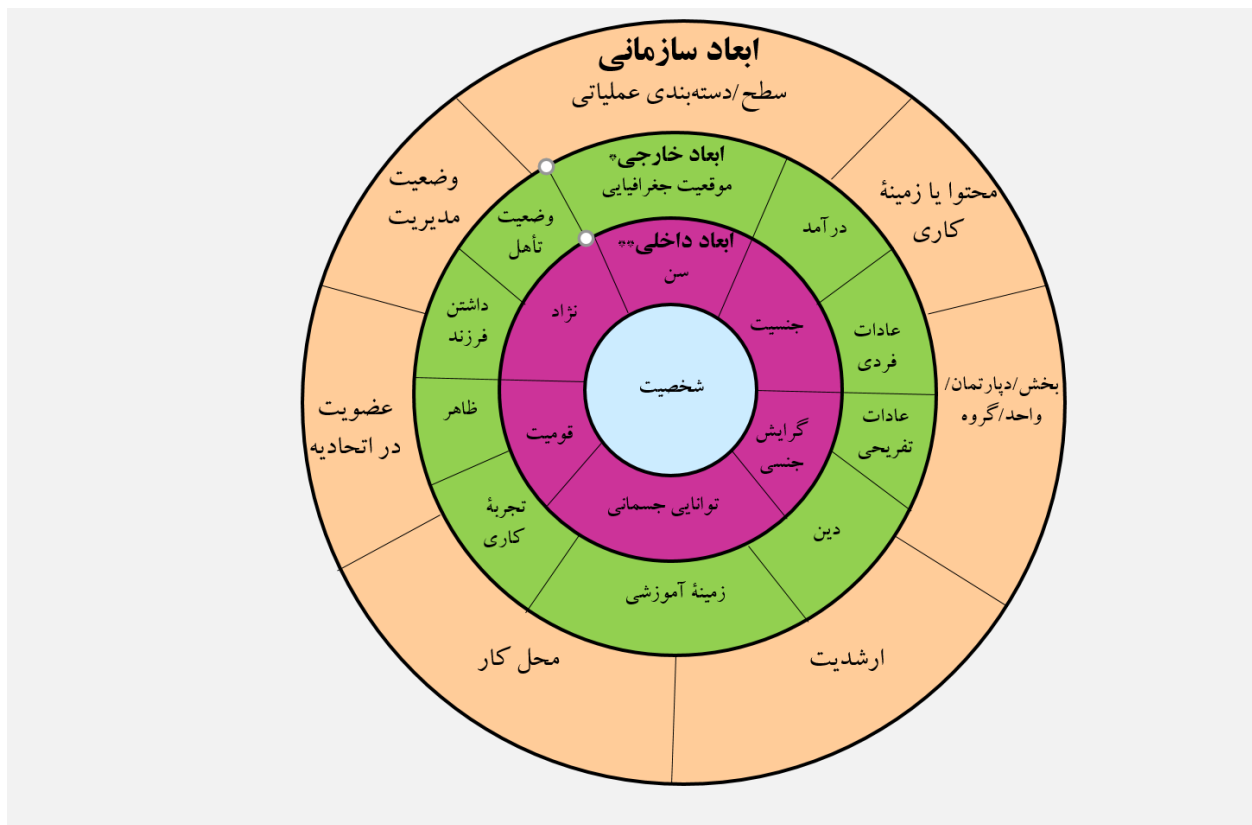 ابعاد سازمانی
سطح/دسته‌بندی عملیاتی
محتوا یا زمینهٔ
کاری
بخش/دپارتمان/
واحد/گروه
ارشدیت
محل کار
عضویت
در اتحادیه
وضعیت
مدیریت
ابعاد خارجی*
موقعیت جغرافیایی
درآمد
عادات
فردی
عادات
تفریحی
دین
زمینهٔ آموزشی
تجربهٔ
کاری
ظاهر
داشتن
فرزند
وضعیت
تأهل
ابعاد داخلی**
سن
جنسیت
گرایش
جنسی
توانایی جسمانی
قومیت
نژاد
شخصیت